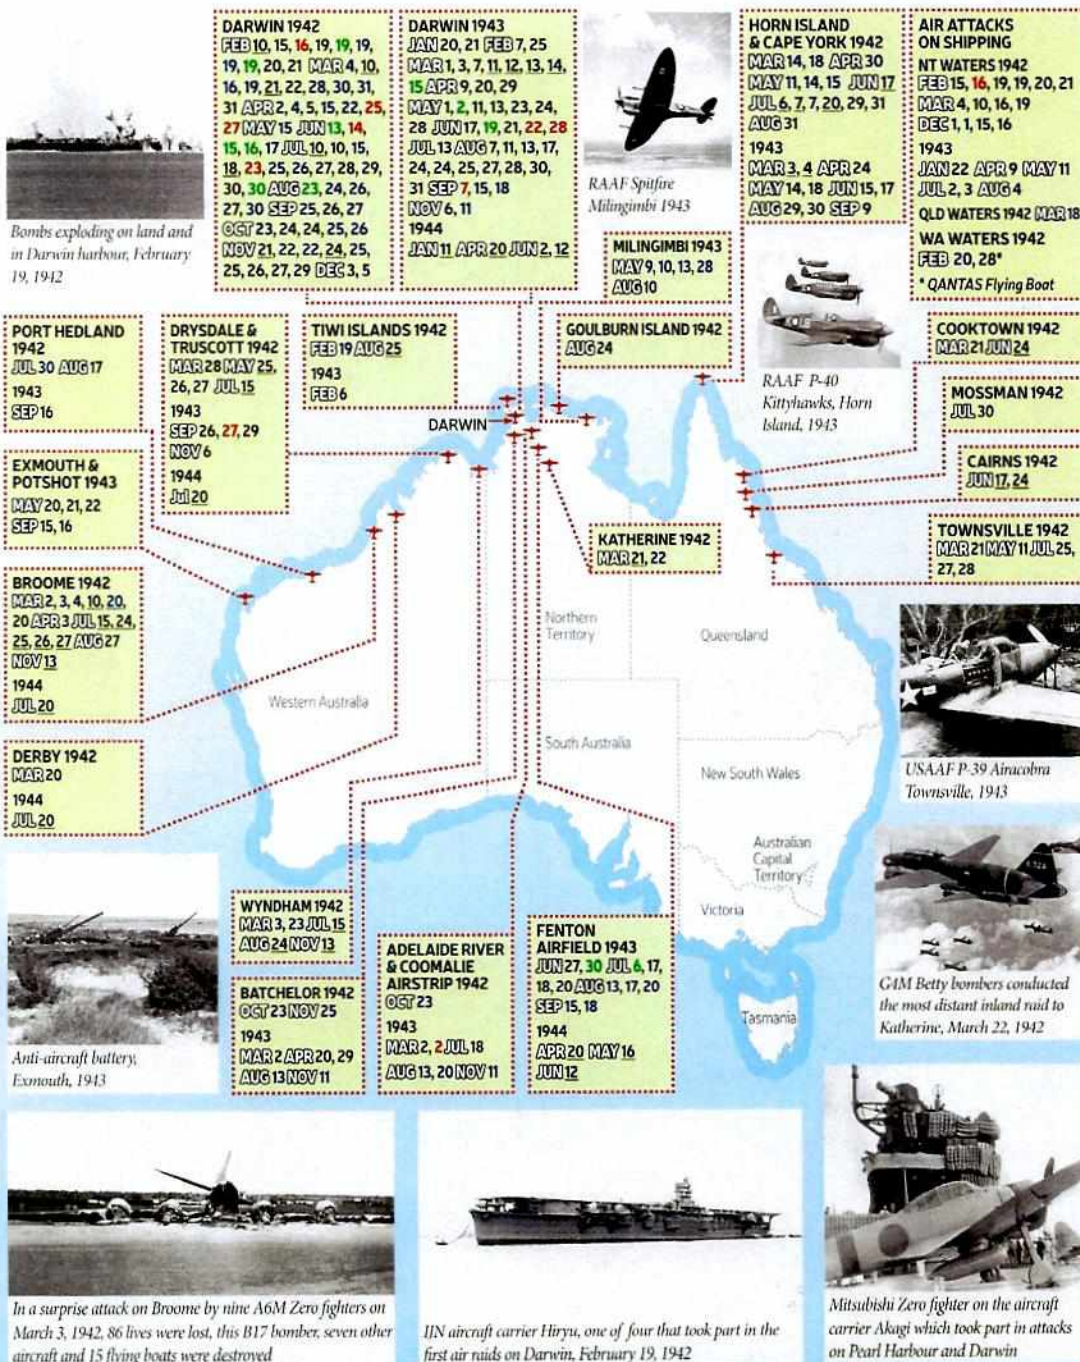 DARWIN 1942
FEB 10, 15, 16, 19, 19, 19,
19, 19, 20, 21 MAR 4, 10,
16, 19, 21, 22, 28, 30, 31,
31 APR 2, 4, 5, 15, 22, 25,
27 MAY 15 JUN 13, 14,
15, 16, 17 JUL 10, 10, 15,
18, 23, 25, 26, 27, 28, 29,
30, 30 AUG 23, 24, 26,
27, 30 SEP 25, 26, 27
OCT 23, 24, 24, 25, 26
NOV 21, 22, 22, 24, 25,
25, 26, 27, 29 DEC 3, 5
DARWIN 1943
JAN 20, 21 FEB 7, 25
MAR 1, 3, 7, 11, 12, 13, 14,
15 APR 9, 20, 29
MAY 1, 2, 11, 13, 23, 24,
28 JUN 17, 19, 21, 22, 28
JUL 13 AUG 7, 11, 13, 17,
24, 24, 25, 27, 28, 30,
31 SEP 7, 15, 18
NOV 6, 11
1944
JAN 11 APR 20 JUN 2, 12
HORN ISLAND
& CAPE YORK 1942
MAR 14, 18 APR 30
MAY 11, 14, 15 JUN 17
JUL 6, 7, 7, 20, 29, 31
AUG 31
1943
MAR 3, 4 APR 24
MAY 14, 18 JUN 15, 17
AUG 29, 30 SEP 9
AIR ATTACKS
ON SHIPPING
NT WATERS 1942
FEB 15, 16, 19, 19, 20, 21
MAR 4, 10, 16, 19
DEC 1, 1, 15, 16
1943
JAN 22 APR 9 MAY 11
JUL 2, 3 AUG 4
QLD WATERS 1942 MAR 18
WA WATERS 1942
FEB 20, 28*
* QANTAS Flying Boat
Bombs exploding on land and
in Darwin harbour, February
19, 1942
RAAF Spitfire
Milingimbi 1943
MILINGIMBI 1943
MAY 9, 10, 13, 28
AUG 10
PORT HEDLAND
1942
JUL 30 AUG 17
1943
SEP 16
DRYSDALE &
TRUSCOTT 1942
MAR 28 MAY 25,
26, 27 JUL 15
1943
SEP 26, 27, 29
NOV 6
1944
Jul 20
TIWI ISLANDS 1942
FEB 19 AUG 25
1943
FEB 6
GOULBURN ISLAND 1942
AUG 24
RAAF P-40
Kittyhawks, Horn
Island, 1943
COOKTOWN 1942
MAR 21 JUN 24
MOSSMAN 1942
JUL 30
CAIRNS 1942
JUN 17, 24
TOWNSVILLE 1942
MAR 21 MAY 11 JUL 25,
27, 28
DARWIN
EXMOUTH &
POTSHOT 1943
MAY 20, 21, 22
SEP 15, 16
KATHERINE 1942
MAR 21, 22
BROOME 1942
MAR 2, 3, 4, 10, 20,
20 APR 3 JUL 15, 24,
25, 26, 27 AUG 27
NOV 13
1944
JUL 20
DERBY 1942
MAR 20
1944
JUL 20
Northern
Territory
Queensland
Western Australia
South Australia
New South Wales
Australian
Capital
Territory
Victoria
Tasmania
USAAF P-39 Airacobra
Townsville, 1943
G4M Betty bombers conducted
the most distant inland raid to
Katherine, March 22, 1942
Anti-aircraft battery,
Exmouth, 1943
WYNDHAM 1942
MAR 3, 23 JUL 15
AUG 24 NOV 13
BATCHELOR 1942
OCT 23 NOV 25
1943
MAR 2 APR 20, 29
AUG 13 NOV 11
ADELAIDE RIVER
& COOMALIE
AIRSTRIP 1942
OCT 23
1943
MAR 2, 2 JUL 18
AUG 13, 20 NOV 11
FENTON
AIRFIELD 1943
JUN 27, 30 JUL 6, 17,
18, 20 AUG 13, 17, 20
SEP 15, 18
1944
APR 20 MAY 16
JUN 12
In a surprise attack on Broome by nine A6M Zero fighters on
March 3, 1942, 86 lives were lost, this B17 bomber, seven other
aircraft and 15 flying boats were destroyed
IJN aircraft carrier Hiryu, one of four that took part in the
first air raids on Darwin, February 19, 1942
Mitsubishi Zero fighter on the aircraft
carrier Akagi which took part in attacks
on Pearl Harbour and Darwin